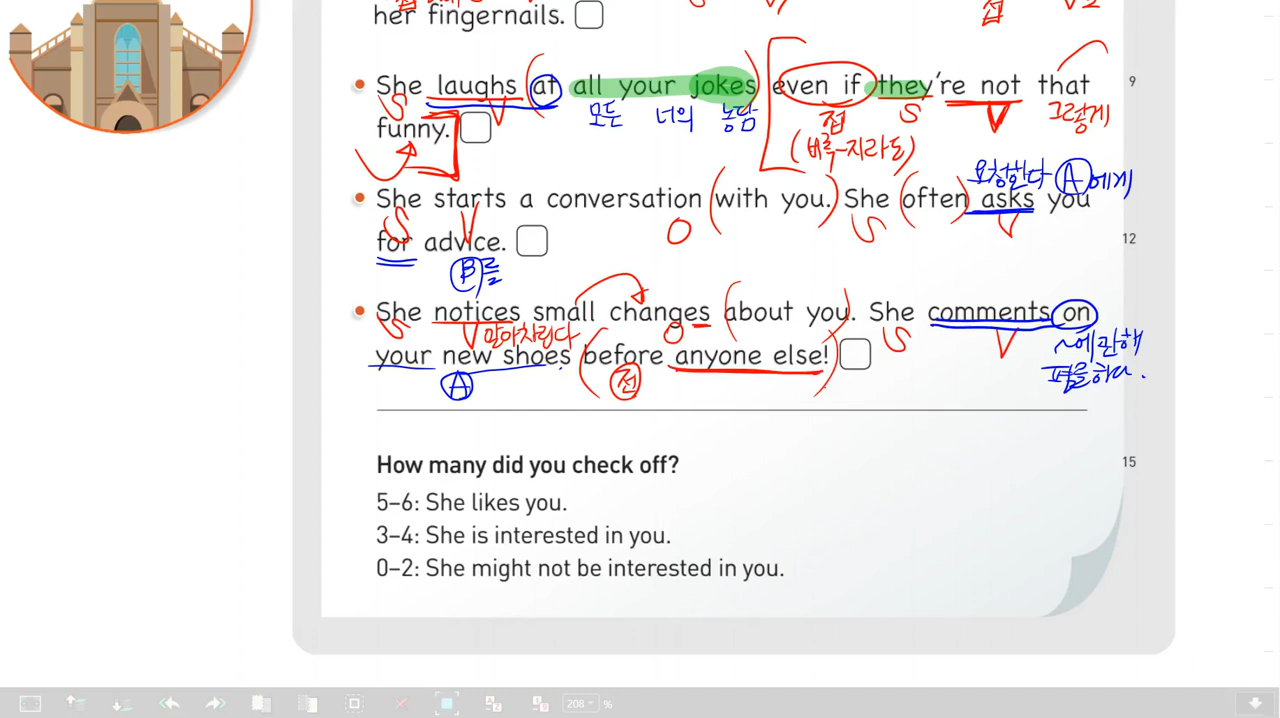 접
접
her fingernails.
She laughs at all your jokes even if they're not that 9
S V 모든 너의 농담 접 S V 그렇게
funny.
(비록-지라도)
요청한다 A에게
She starts a conversation with you. She often asks you
S V O S V
for advice. 12
B를
She notices small changes about you. She comments on
S V 알아차린다 O S V ~에 관해
your new shoes before anyone else!
A 전 평을 하다.
How many did you check off? 15
5–6: She likes you.
3–4: She is interested in you.
0–2: She might not be interested in you.
208 %